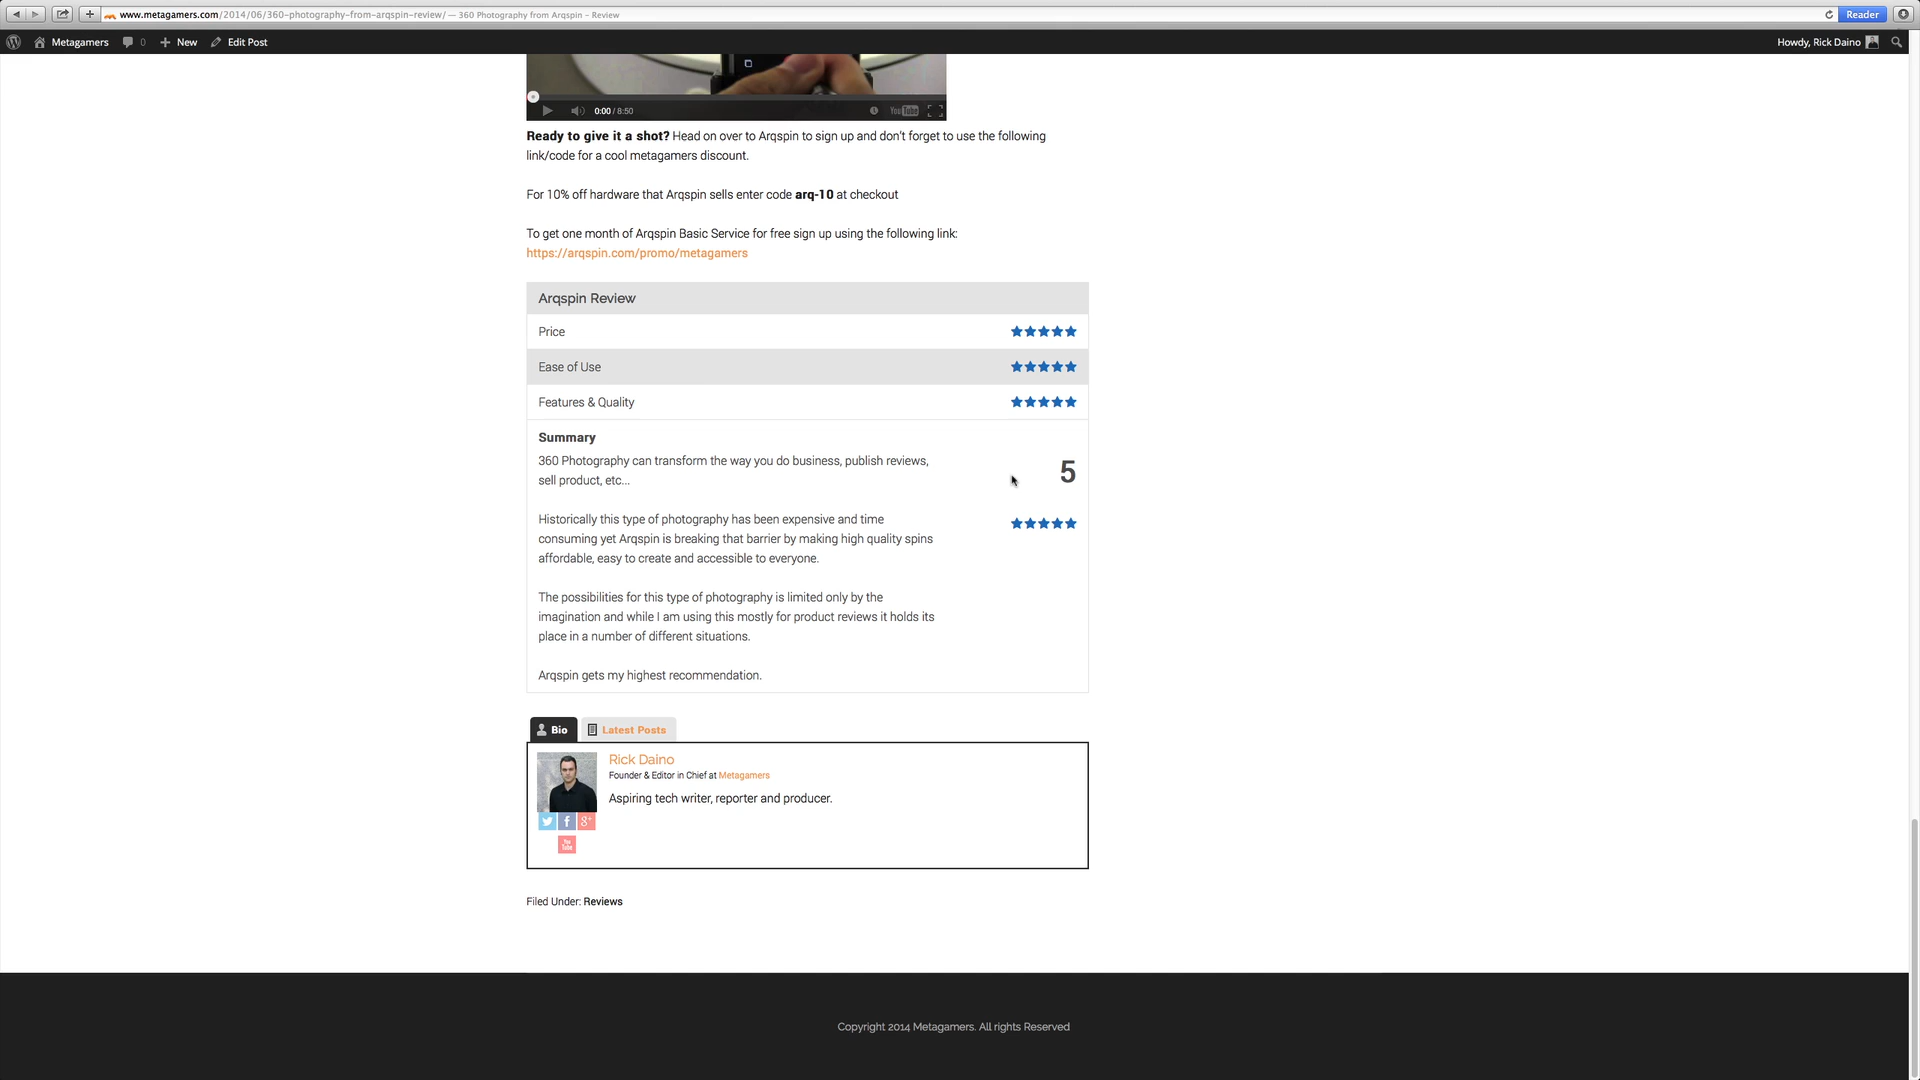 www.metagamers.com/2014/06/360-photography-from-arqspin-review/ — 360 Photography from Arqspin – Review
Reader
Metagamers 0 New Edit Post
Howdy, Rick Daino
0:00 / 8:50 YouTube
Ready to give it a shot? Head on over to Arqspin to sign up and don't forget to use the following
link/code for a cool metagamers discount.
For 10% off hardware that Arqspin sells enter code arq-10 at checkout
To get one month of Arqspin Basic Service for free sign up using the following link:
https://arqspin.com/promo/metagamers
Arqspin Review
Price
Ease of Use
Features & Quality
Summary
360 Photography can transform the way you do business, publish reviews,
sell product, etc...
5
Historically this type of photography has been expensive and time
consuming yet Arqspin is breaking that barrier by making high quality spins
affordable, easy to create and accessible to everyone.
The possibilities for this type of photography is limited only by the
imagination and while I am using this mostly for product reviews it holds its
place in a number of different situations.
Arqspin gets my highest recommendation.
Bio
Latest Posts
Rick Daino
Founder & Editor in Chief at Metagamers
Aspiring tech writer, reporter and producer.
g+
You
Tube
Filed Under: Reviews
Copyright 2014 Metagamers. All rights Reserved